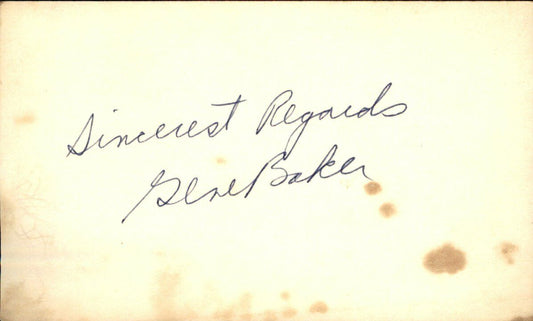 Sincerest Regards
Gene Baker